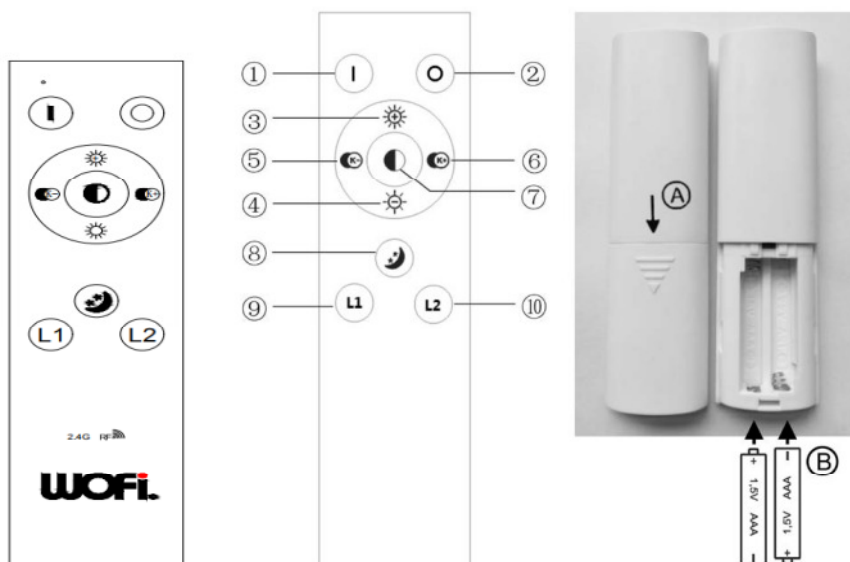 K- K+
L1 L2
2.4G RF
WOFi.
① I O ②
③
⑤ K- K+ ⑥
④ ⑦
⑧
⑨ L1 L2 ⑩
Ⓐ
Ⓑ
+ 1,5V AAA -
- AAA 1,5V +